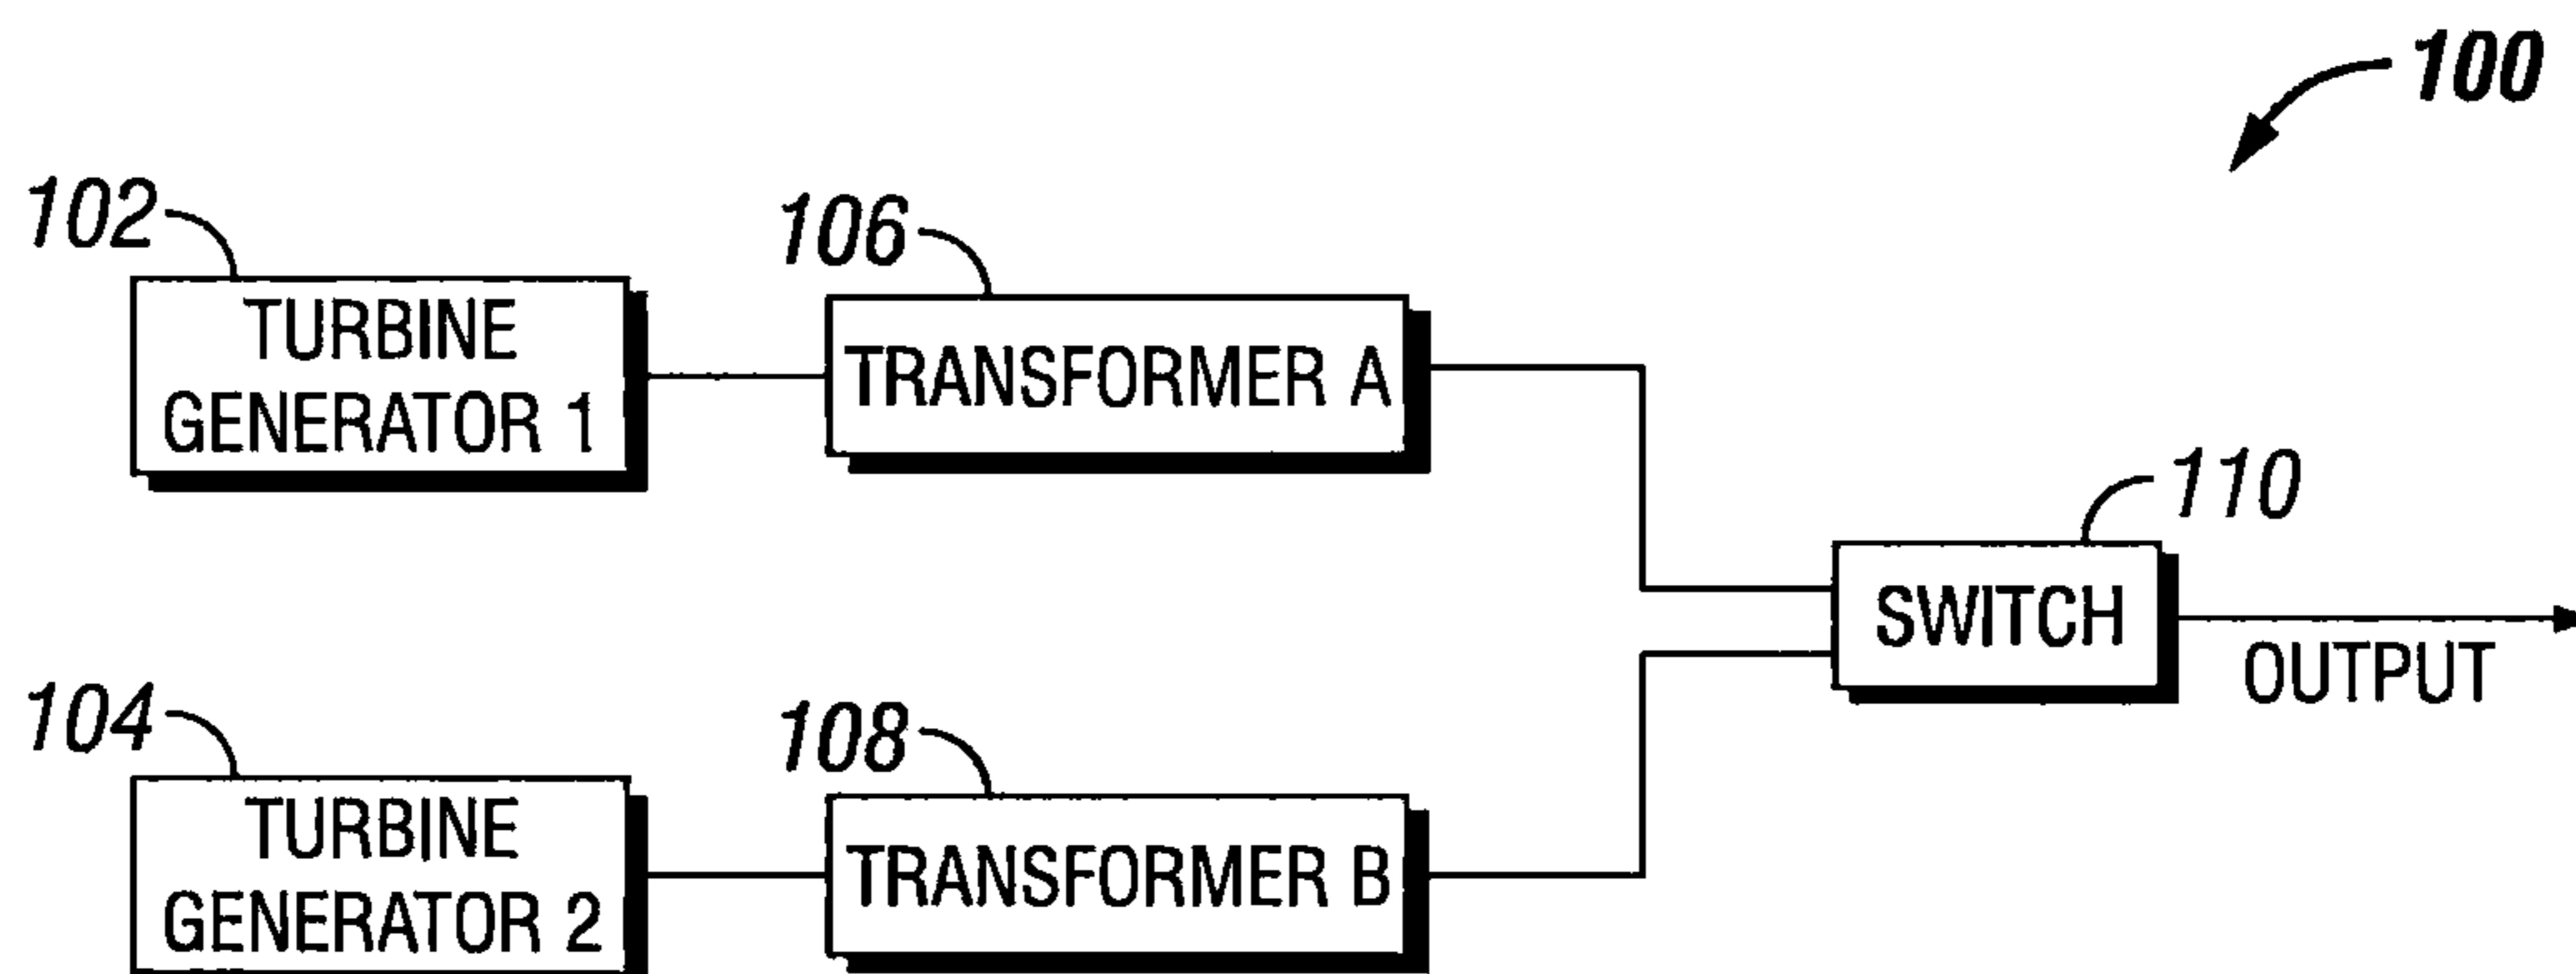 100
102
106
TURBINE
GENERATOR 1
TRANSFORMER A
110
SWITCH
OUTPUT
104
108
TURBINE
GENERATOR 2
TRANSFORMER B